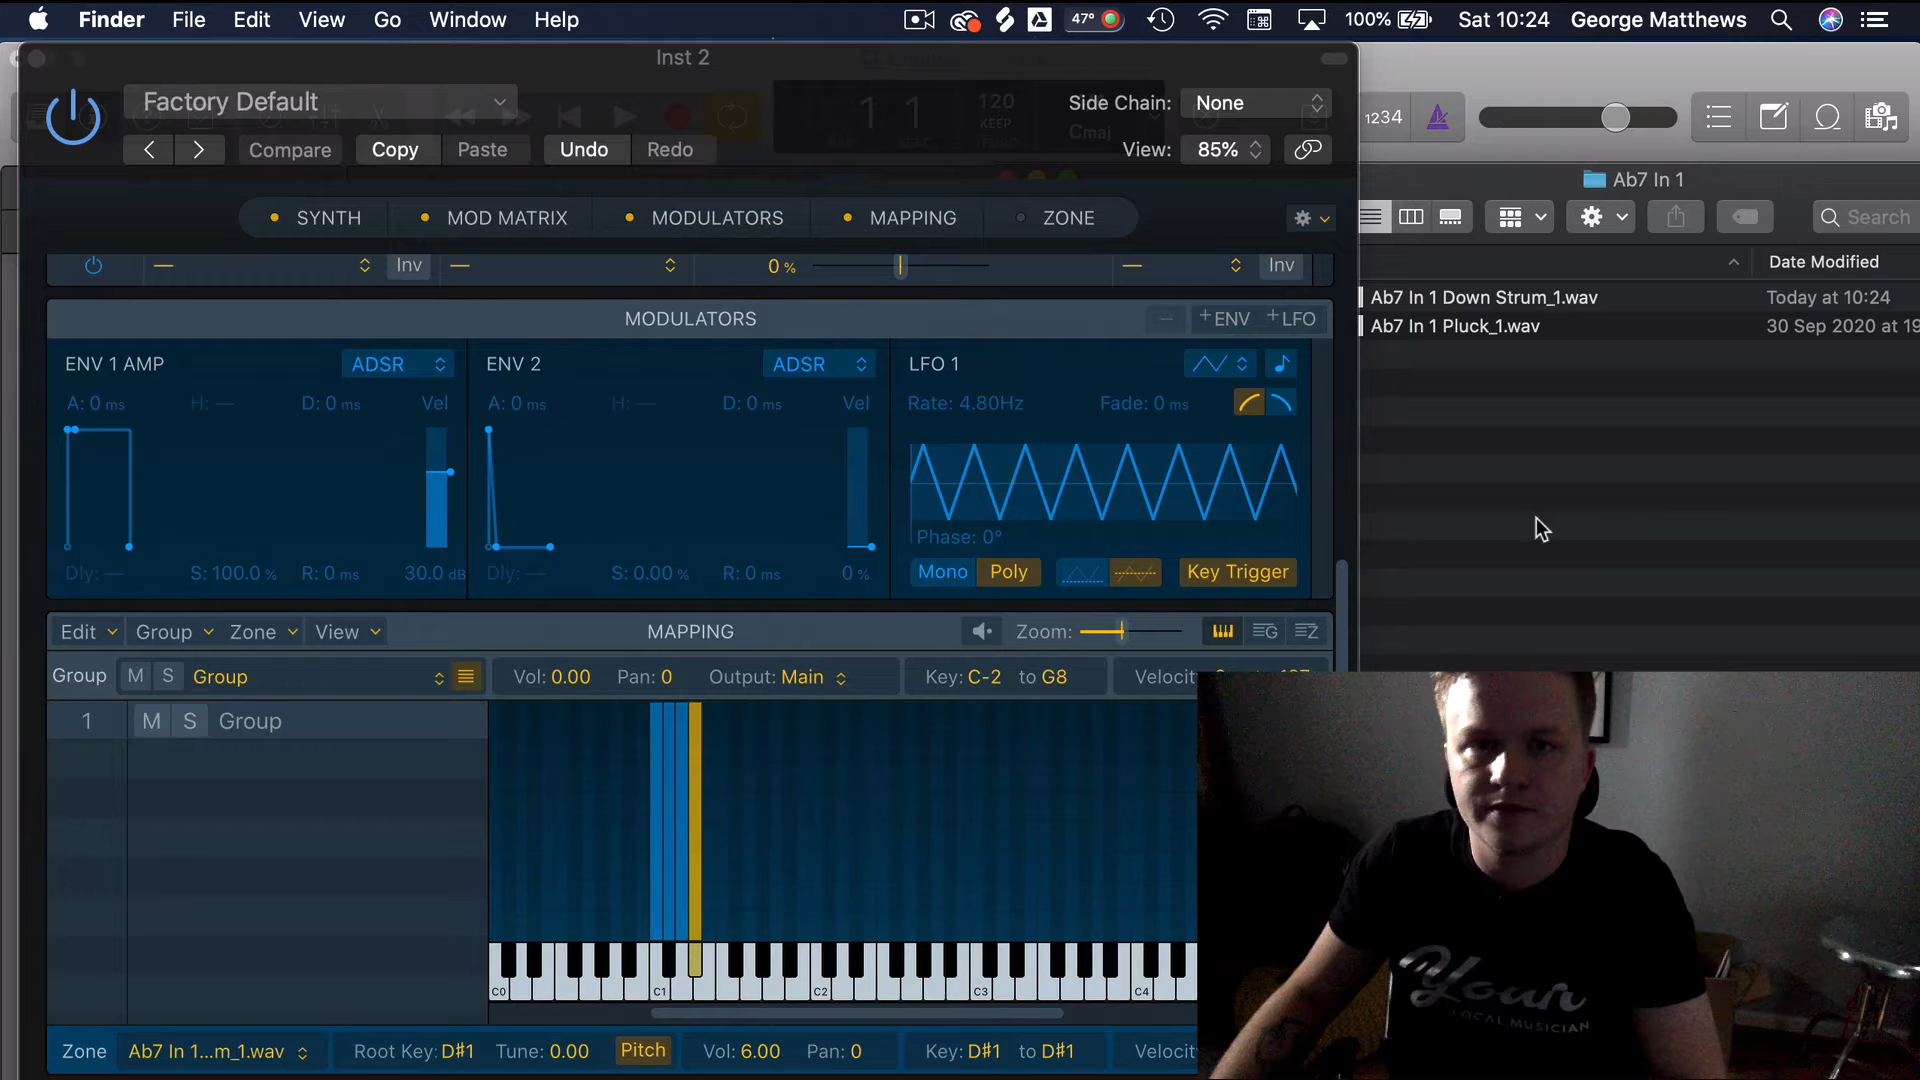 Finder File Edit View Go Window Help 47° 100% Sat 10:24 George Matthews
Inst 2
Factory Default
Side Chain: None
Compare Copy Paste Undo Redo
View: 85%
1 1 120 KEEP Cmaj
1234
Ab7 In 1
SYNTH MOD MATRIX MODULATORS MAPPING ZONE
Search
— Inv — 0 % — Inv
Date Modified
Ab7 In 1 Down Strum_1.wav Today at 10:24
Ab7 In 1 Pluck_1.wav 30 Sep 2020 at 19
MODULATORS — +ENV +LFO
ENV 1 AMP ADSR ENV 2 ADSR LFO 1
A: 0 ms H: — D: 0 ms Vel A: 0 ms H: — D: 0 ms Vel Rate: 4.80Hz Fade: 0 ms
Phase: 0°
Dly: — S: 100.0 % R: 0 ms 30.0 dB Dly: — S: 0.00 % R: 0 ms 0 % Mono Poly Key Trigger
Edit Group Zone View MAPPING Zoom:
Group M S Group Vol: 0.00 Pan: 0 Output: Main Key: C-2 to G8
1 M S Group
C0 C1 C2 C3 C4
Zone Ab7 In 1...m_1.wav Root Key: D#1 Tune: 0.00 Pitch Vol: 6.00 Pan: 0 Key: D#1 to D#1
Your
LOCAL MUSICIAN